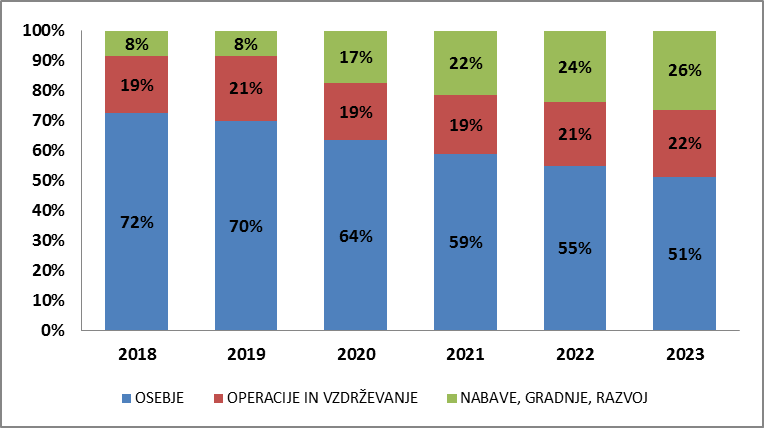 100%
90%
80%
70%
60%
50%
40%
30%
20%
10%
0%
8% 8% 17% 22% 24% 26%
19% 21% 19% 19% 21% 22%
72% 70% 64% 59% 55% 51%
2018 2019 2020 2021 2022 2023
OSEBJE OPERACIJE IN VZDRŽEVANJE NABAVE, GRADNJE, RAZVOJ